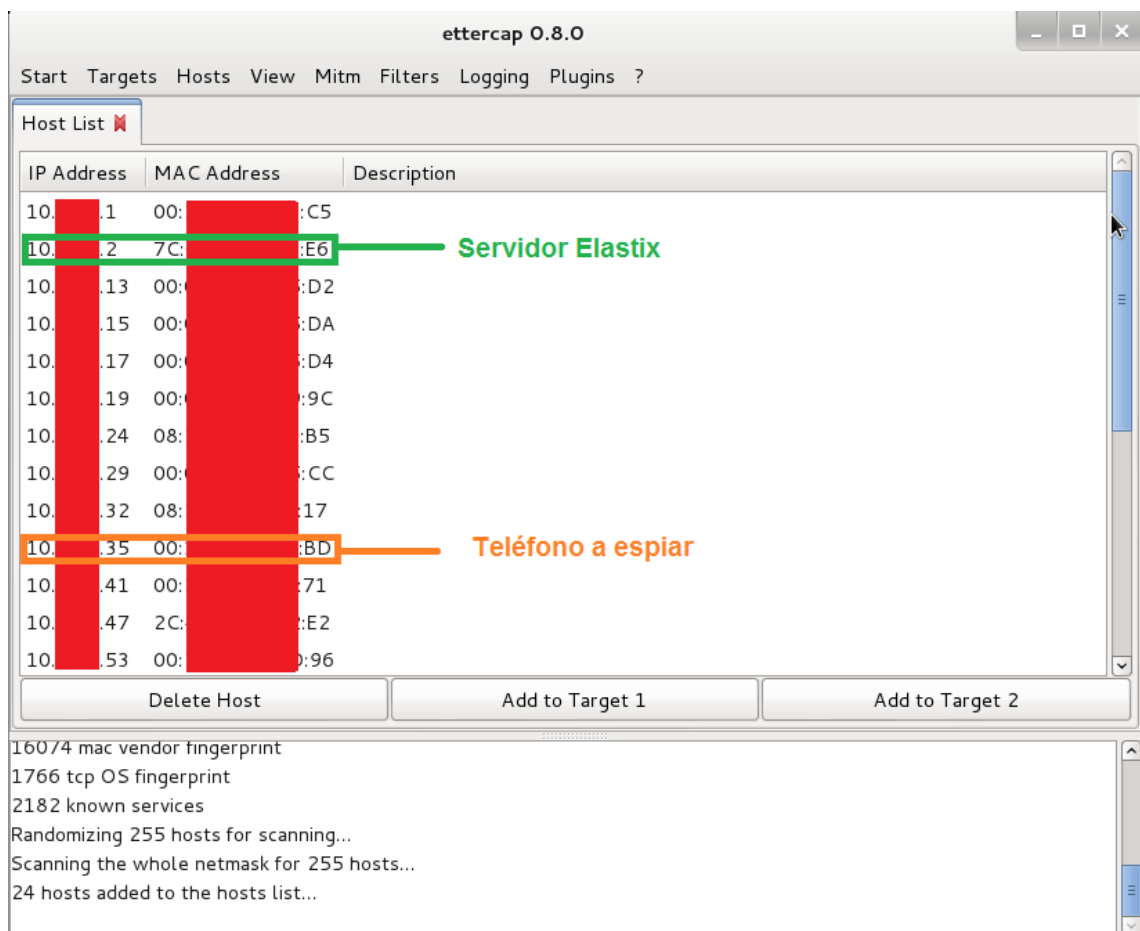 ettercap 0.8.0
Start Targets Hosts View Mitm Filters Logging Plugins ?
Host List
IP Address MAC Address Description
10. .1 00: :C5
10. .2 7C: :E6 Servidor Elastix
10. .13 00: :D2
10. .15 00: :DA
10. .17 00: :D4
10. .19 00: :9C
10. .24 08: :B5
10. .29 00: :CC
10. .32 08: :17
10. .35 00: :BD Teléfono a espiar
10. .41 00: :71
10. .47 2C: :E2
10. .53 00: :96
Delete Host Add to Target 1 Add to Target 2
16074 mac vendor fingerprint
1766 tcp OS fingerprint
2182 known services
Randomizing 255 hosts for scanning...
Scanning the whole netmask for 255 hosts...
24 hosts added to the hosts list...